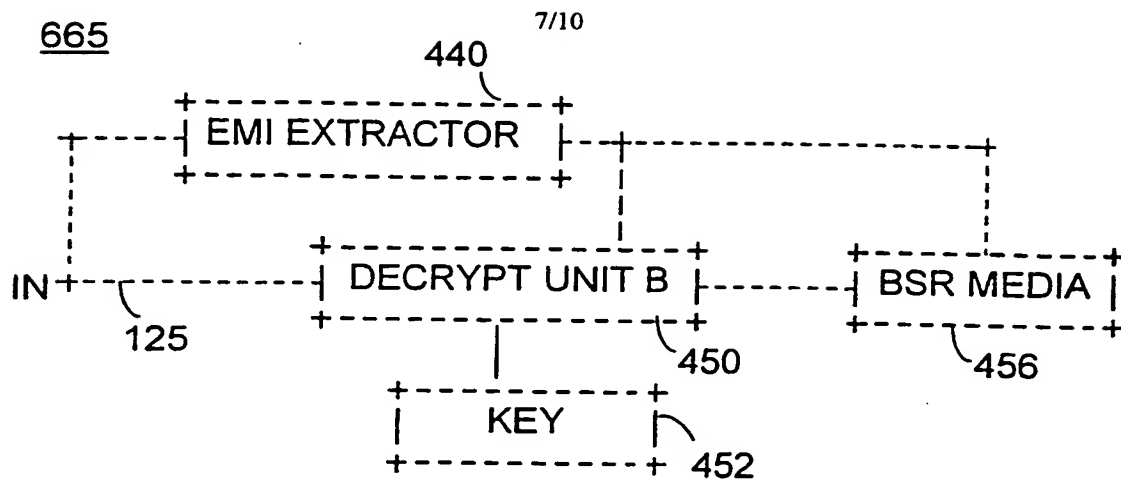 7/10
665
440
EMI EXTRACTOR
IN
DECRYPT UNIT B
BSR MEDIA
125
450
456
KEY
452